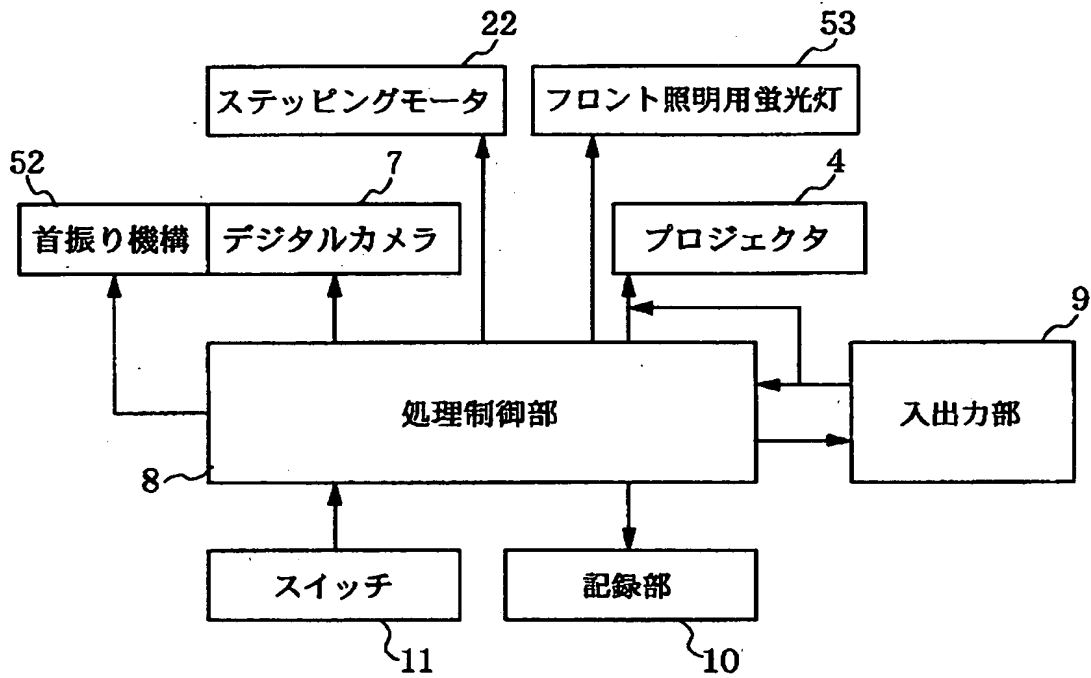 22
53
ステッピングモータ
フロント照明用蛍光灯
52
7
4
首振り機構
デジタルカメラ
プロジェクタ
9
処理制御部
入出力部
8
スイッチ
記録部
11
10